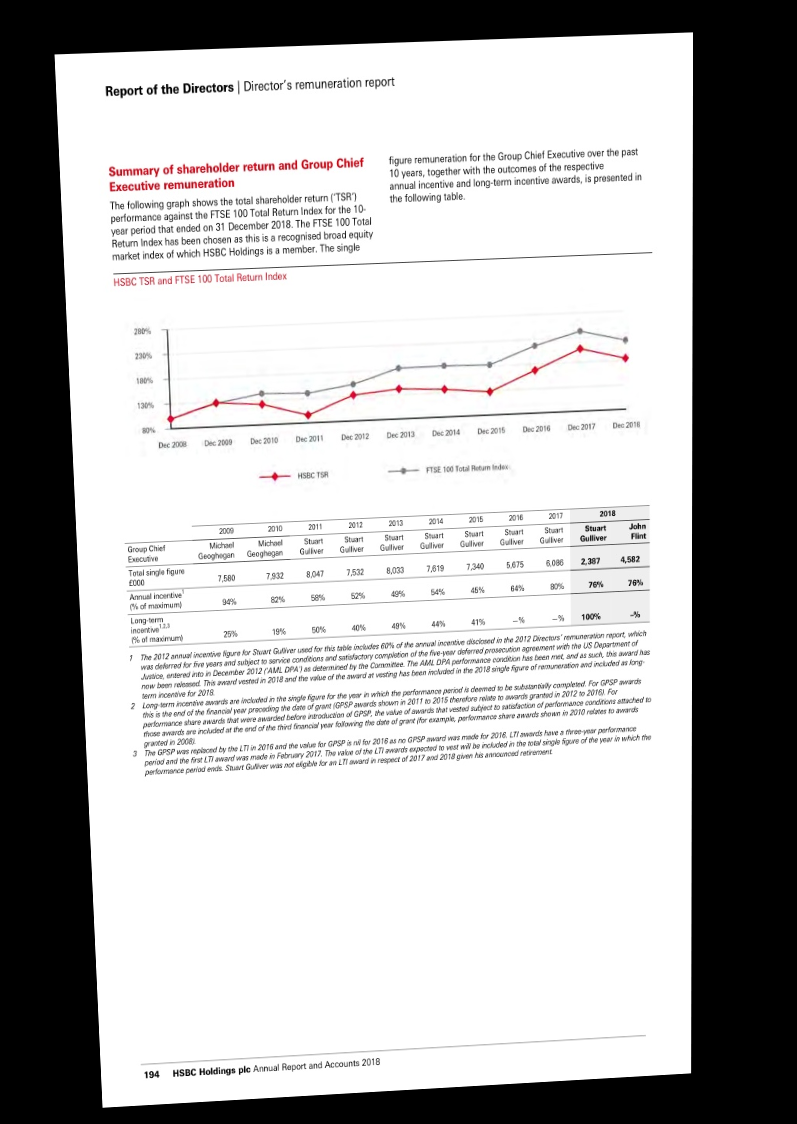 Report of the Directors | Director's remuneration report
Summary of shareholder return and Group Chief
Executive remuneration
The following graph shows the total shareholder return ('TSR')
performance against the FTSE 100 Total Return Index for the 10-
year period that ended on 31 December 2018. The FTSE 100 Total
Return Index has been chosen as this is a recognised broad equity
market index of which HSBC Holdings is a member. The single
figure remuneration for the Group Chief Executive over the past
10 years, together with the outcomes of the respective
annual incentive and long-term incentive awards, is presented in
the following table.
HSBC TSR and FTSE 100 Total Return Index
280%
230%
180%
130%
80%
Dec 2008 Dec 2009 Dec 2010 Dec 2011 Dec 2012 Dec 2013 Dec 2014 Dec 2015 Dec 2016 Dec 2017 Dec 2018
HSBC TSR FTSE 100 Total Return Index
2009 2010 2011 2012 2013 2014 2015 2016 2017 2018
Group Chief Michael Michael Stuart Stuart Stuart Stuart Stuart Stuart Stuart Stuart John
Executive Geoghegan Geoghegan Gulliver Gulliver Gulliver Gulliver Gulliver Gulliver Gulliver Gulliver Flint
Total single figure
£000 7,580 7,932 8,047 7,532 8,033 7,619 7,340 5,675 6,086 2,387 4,582
Annual incentive1
(% of maximum) 94% 82% 58% 52% 49% 54% 45% 64% 80% 76% 76%
Long-term
incentive1,2,3
(% of maximum) 25% 19% 50% 40% 49% 44% 41% –% –% 100% –%
1 The 2012 annual incentive figure for Stuart Gulliver used for this table includes 60% of the annual incentive disclosed in the 2012 Directors' remuneration report, which
was deferred for five years and subject to service conditions and satisfactory completion of the five-year deferred prosecution agreement with the US Department of
Justice, entered into in December 2012 ('AML DPA') as determined by the Committee. The AML DPA performance condition has been met, and as such, this award has
now been released. This award vested in 2018 and the value of the award at vesting has been included in the 2018 single figure of remuneration and included as long-
term incentive for 2018.
2 Long-term incentive awards are included in the single figure for the year in which the performance period is deemed to be substantially completed. For GPSP awards
this is the end of the financial year preceding the date of grant (GPSP awards shown in 2011 to 2015 therefore relate to awards granted in 2012 to 2016). For
performance share awards that were awarded before introduction of GPSP, the value of awards that vested subject to satisfaction of performance conditions attached to
those awards are included at the end of the third financial year following the date of grant (for example, performance share awards shown in 2010 relates to awards
granted in 2008).
3 The GPSP was replaced by the LTI in 2016 and the value for GPSP is nil for 2016 as no GPSP award was made for 2016. LTI awards have a three-year performance
period and the first LTI award was made in February 2017. The value of the LTI awards expected to vest will be included in the total single figure of the year in which the
performance period ends. Stuart Gulliver was not eligible for an LTI award in respect of 2017 and 2018 given his announced retirement.
194 HSBC Holdings plc Annual Report and Accounts 2018